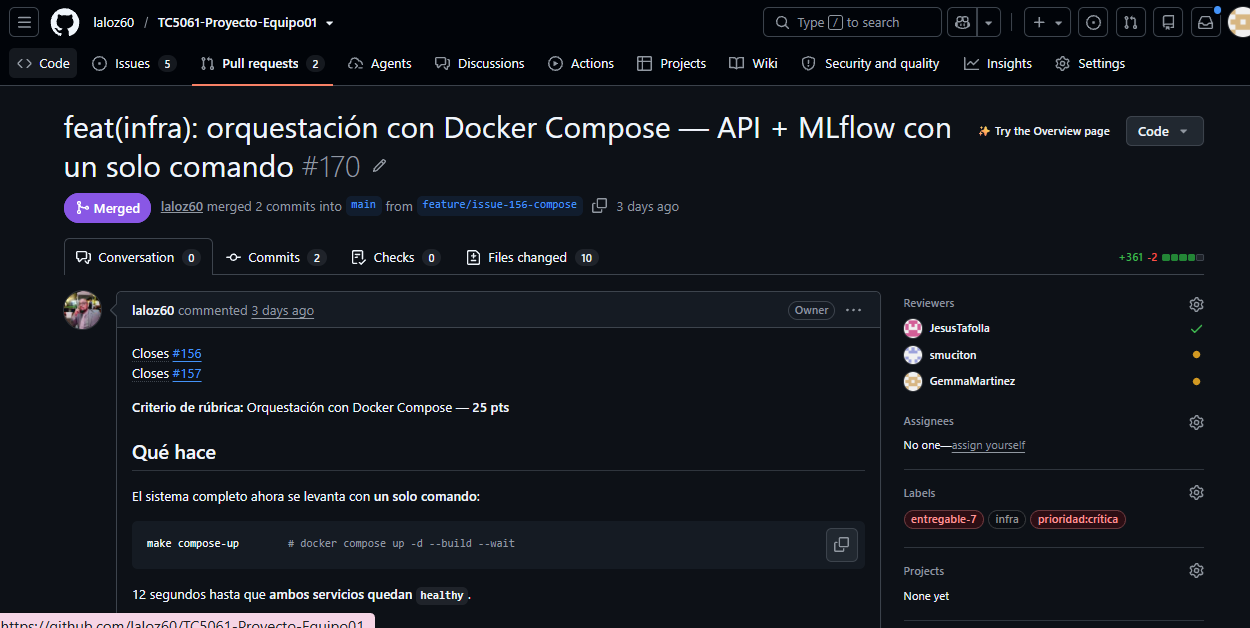 laloz60 / TC5061-Proyecto-Equipo01
Type / to search
Code
Issues 5
Pull requests 2
Agents
Discussions
Actions
Projects
Wiki
Security and quality
Insights
Settings
feat(infra): orquestación con Docker Compose — API + MLflow con
un solo comando #170
Try the Overview page
Code
Merged
laloz60 merged 2 commits into main from feature/issue-156-compose 3 days ago
Conversation 0
Commits 2
Checks 0
Files changed 10
+361 -2
laloz60 commented 3 days ago
Owner
Closes #156
Closes #157
Criterio de rúbrica: Orquestación con Docker Compose — 25 pts
Qué hace
El sistema completo ahora se levanta con un solo comando:
make compose-up # docker compose up -d --build --wait
12 segundos hasta que ambos servicios quedan healthy.
Reviewers
JesusTafolla
smuciton
GemmaMartinez
Assignees
No one—assign yourself
Labels
entregable-7 infra prioridad:crítica
Projects
None yet
https://github.com/laloz60/TC5061-Proyecto-Equipo01